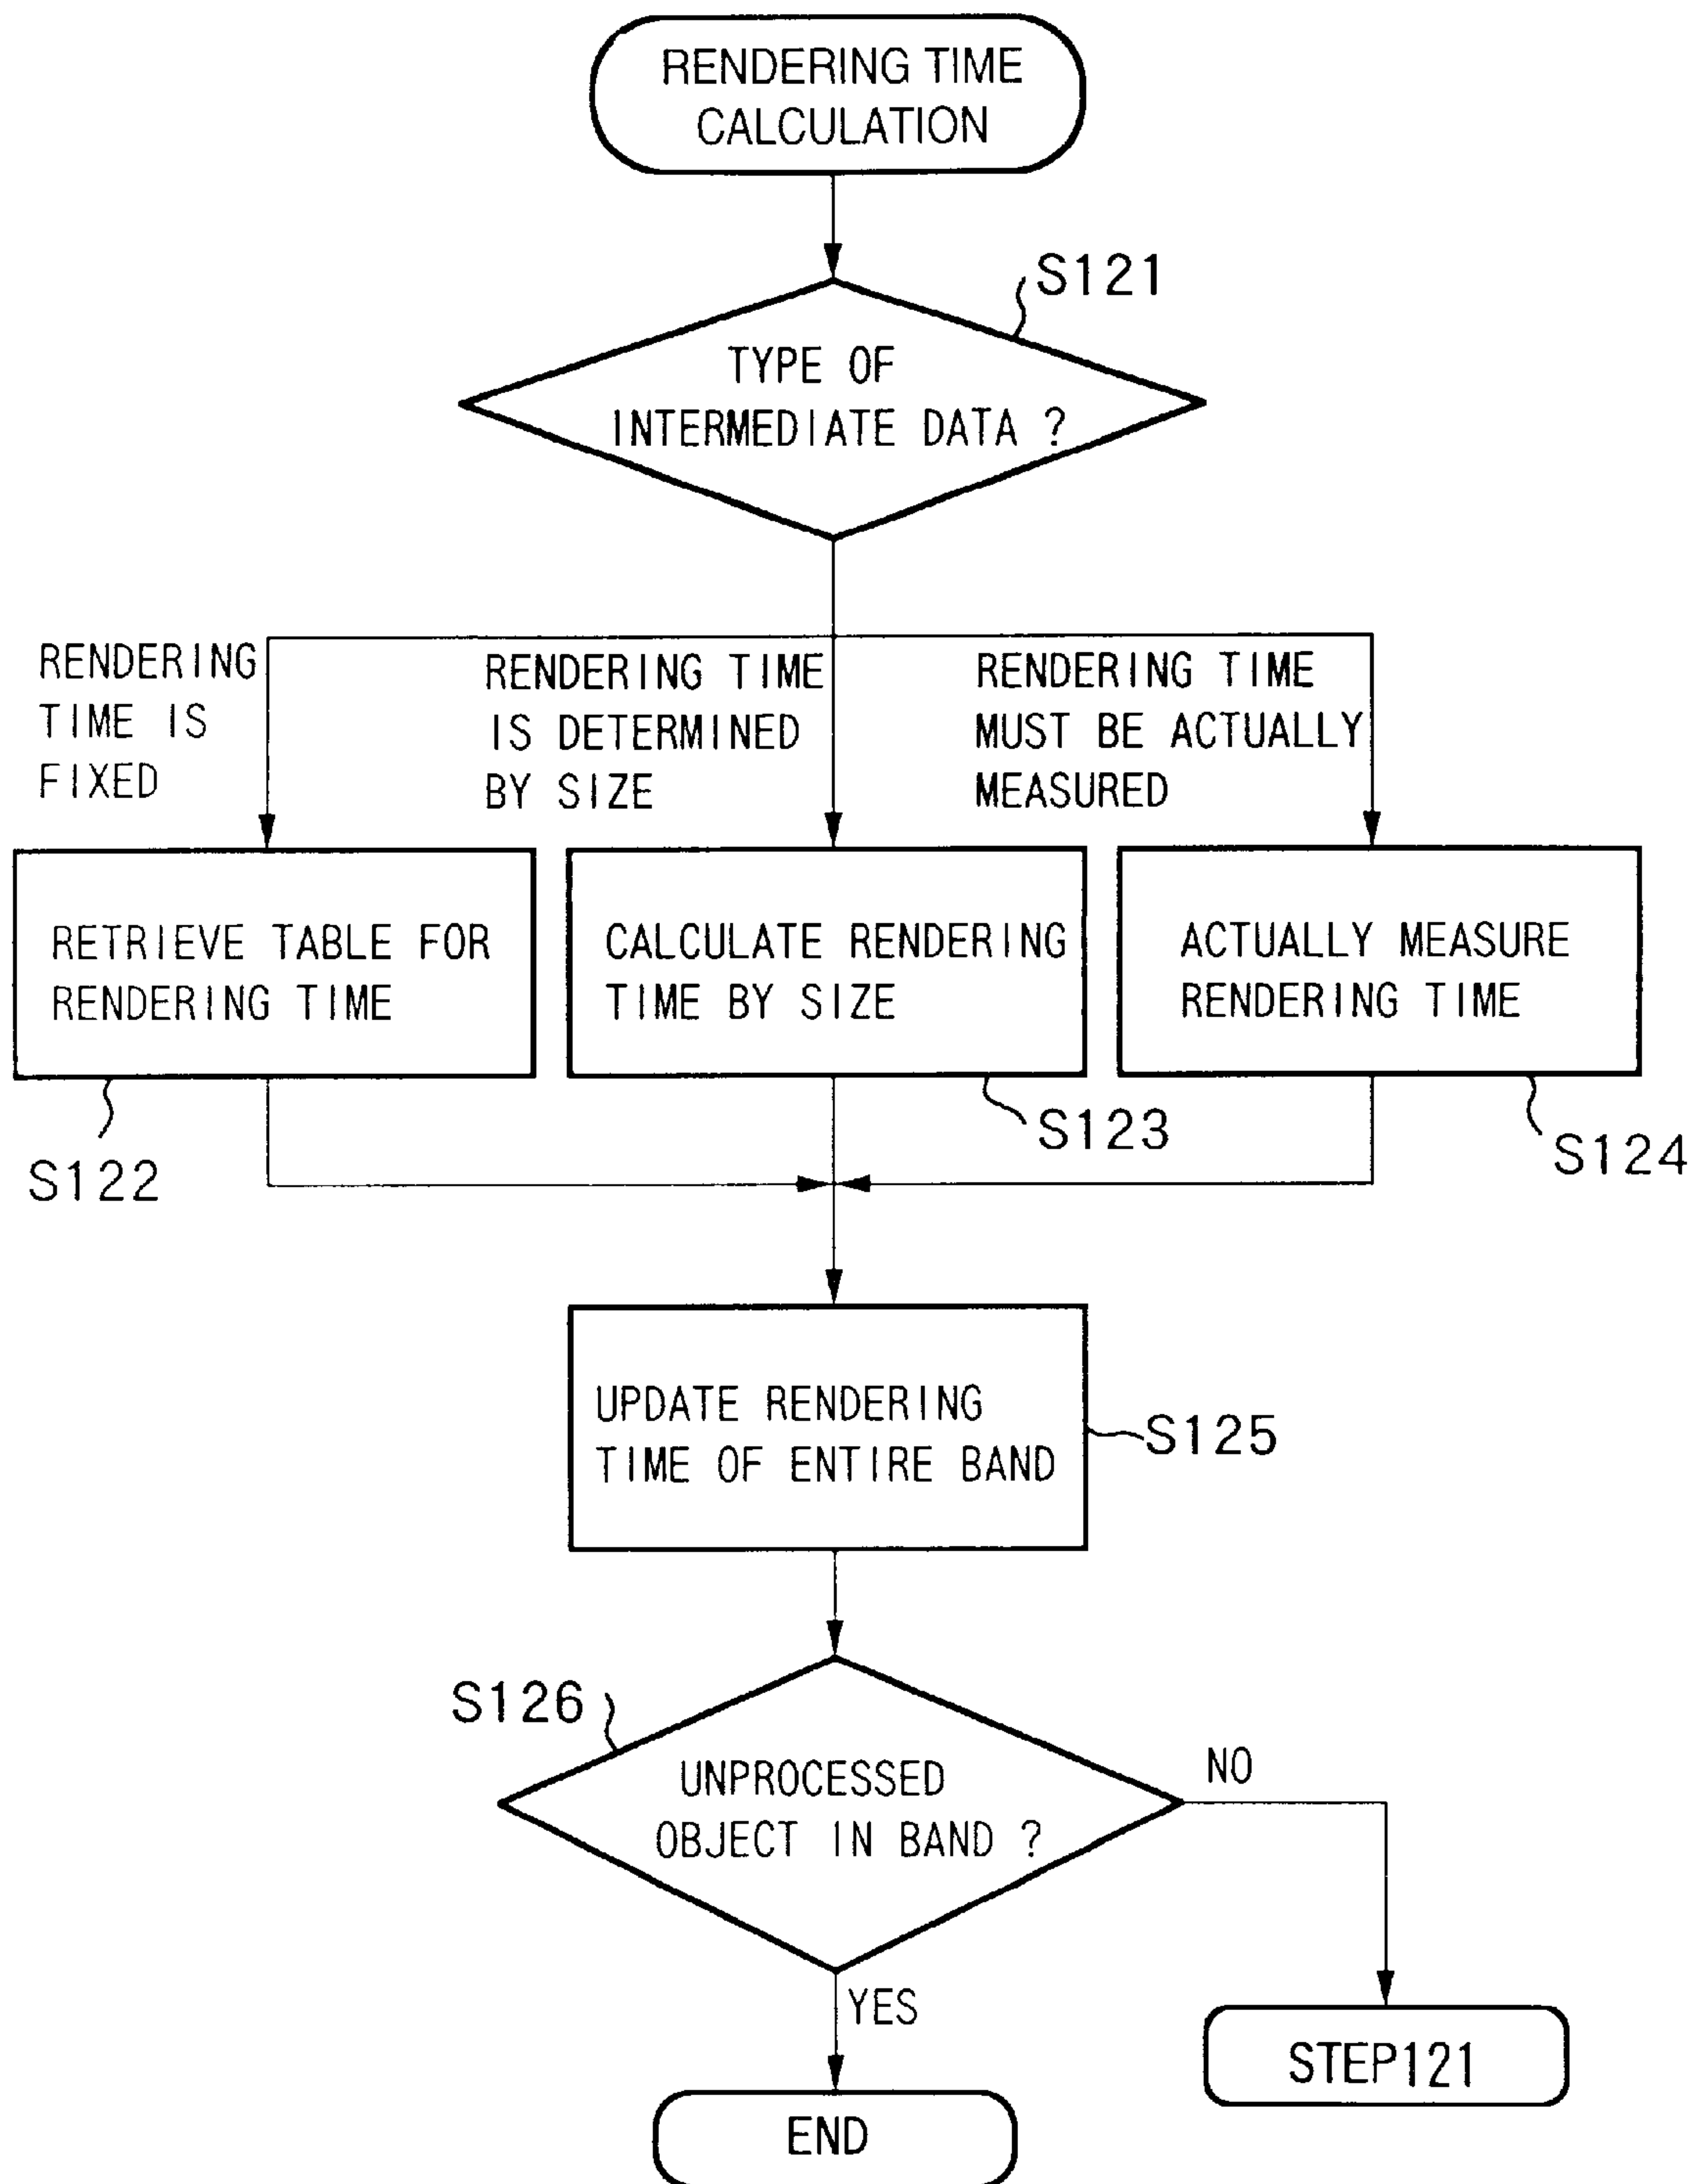 RENDERING TIME
CALCULATION
S121
TYPE OF
INTERMEDIATE DATA ?
RENDERING
TIME IS
FIXED
RENDERING TIME
IS DETERMINED
BY SIZE
RENDERING TIME
MUST BE ACTUALLY
MEASURED
RETRIEVE TABLE FOR
RENDERING TIME
CALCULATE RENDERING
TIME BY SIZE
ACTUALLY MEASURE
RENDERING TIME
S122
S123
S124
UPDATE RENDERING
TIME OF ENTIRE BAND
S125
S126
UNPROCESSED
OBJECT IN BAND ?
NO
YES
STEP121
END